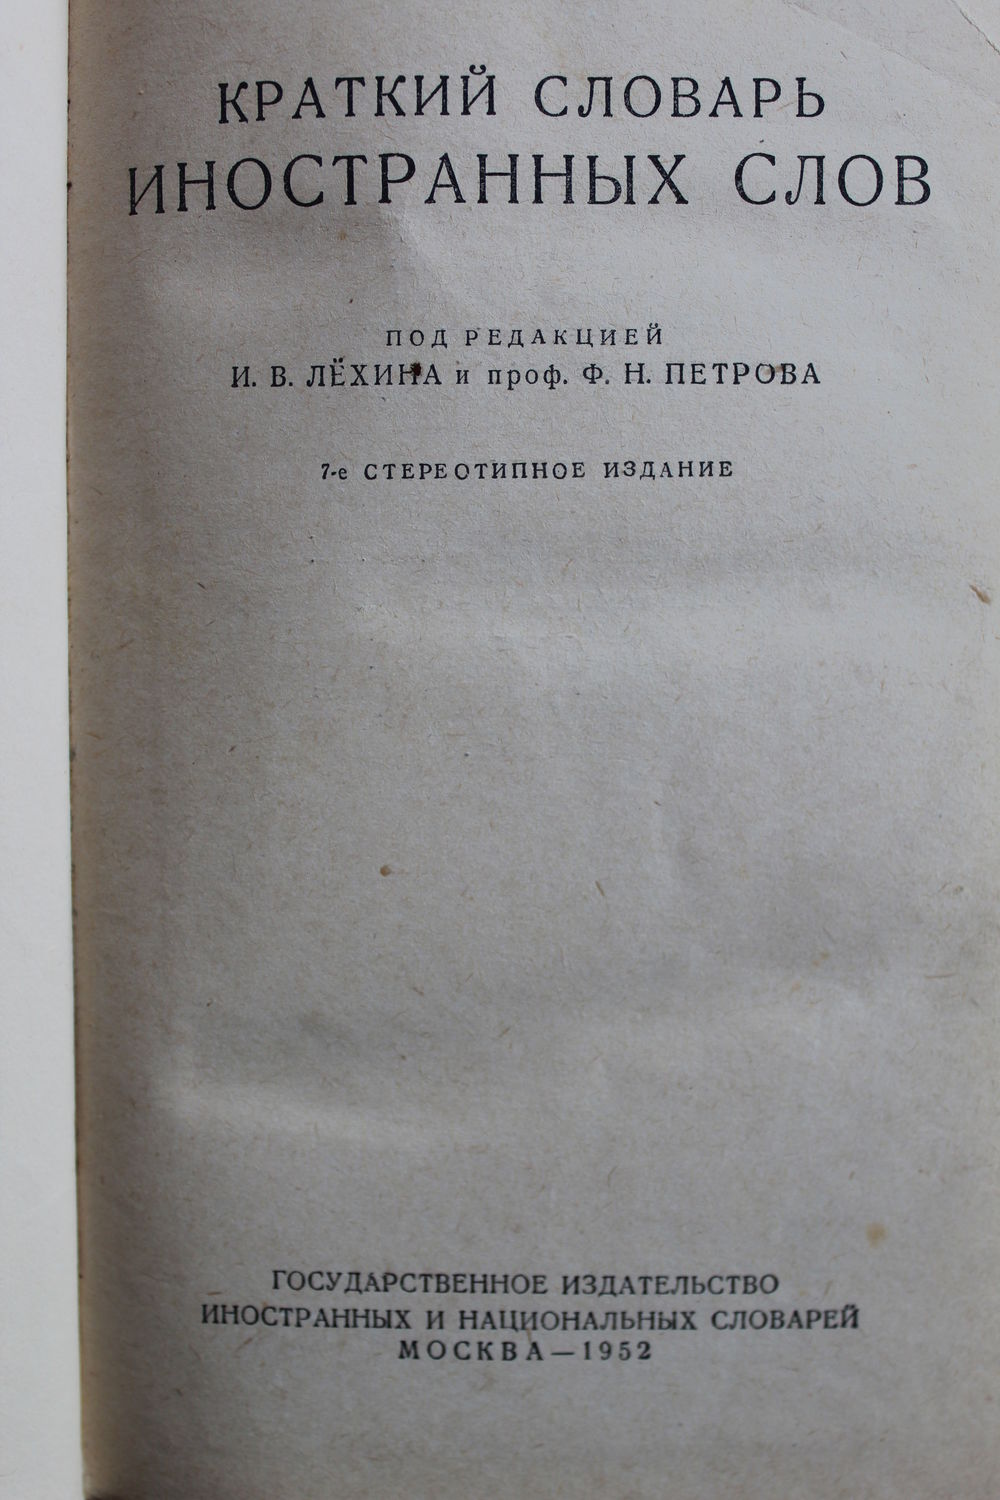 КРАТКИЙ СЛОВАРЬ
ИНОСТРАННЫХ СЛОВ
ПОД РЕДАКЦИЕЙ
И. В. ЛЁХИНА и проф. Ф. Н. ПЕТРОВА
7-е СТЕРЕОТИПНОЕ ИЗДАНИЕ
ГОСУДАРСТВЕННОЕ ИЗДАТЕЛЬСТВО
ИНОСТРАННЫХ И НАЦИОНАЛЬНЫХ СЛОВАРЕЙ
МОСКВА—1952